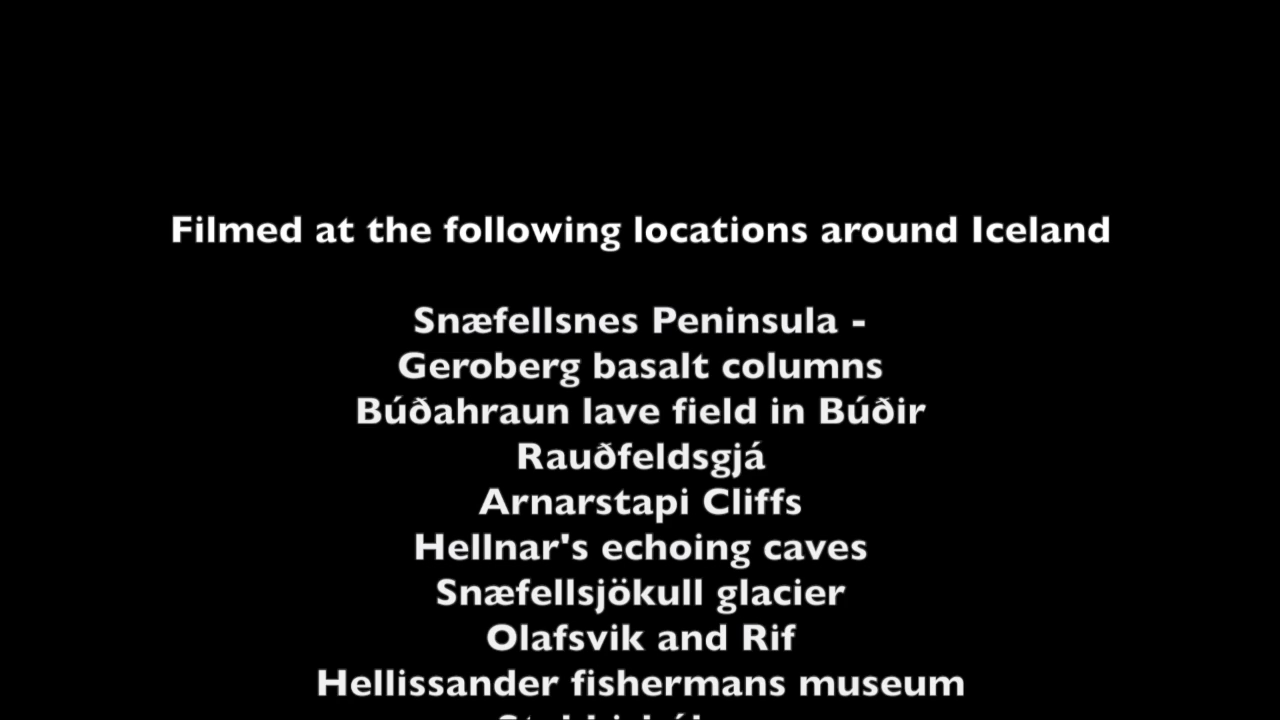 Filmed at the following locations around Iceland
Snæfellsnes Peninsula -
Geroberg basalt columns
Búðahraun lave field in Búðir
Rauðfeldsgjá
Arnarstapi Cliffs
Hellnar's echoing caves
Snæfellsjökull glacier
Olafsvik and Rif
Hellissander fishermans museum